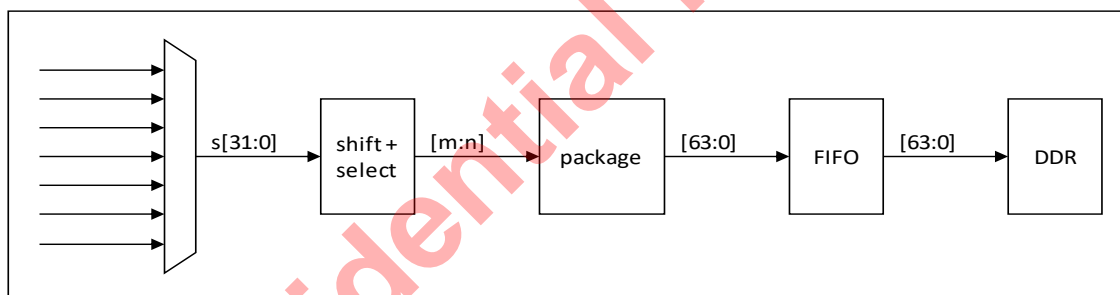 s[31:0]
shift +
select
[m:n]
package
[63:0]
FIFO
[63:0]
DDR